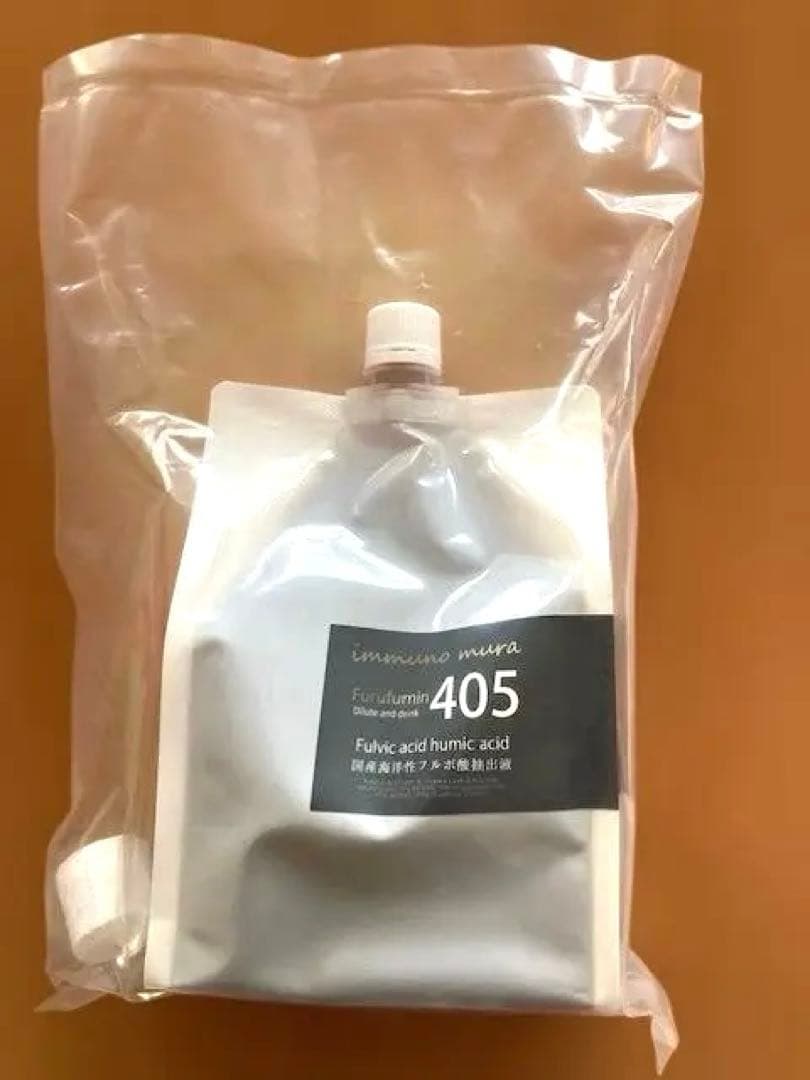 immuno mura
Furufumin 405
Dilute and drink
Fulvic acid humic acid
国産海洋性フルボ酸抽出液